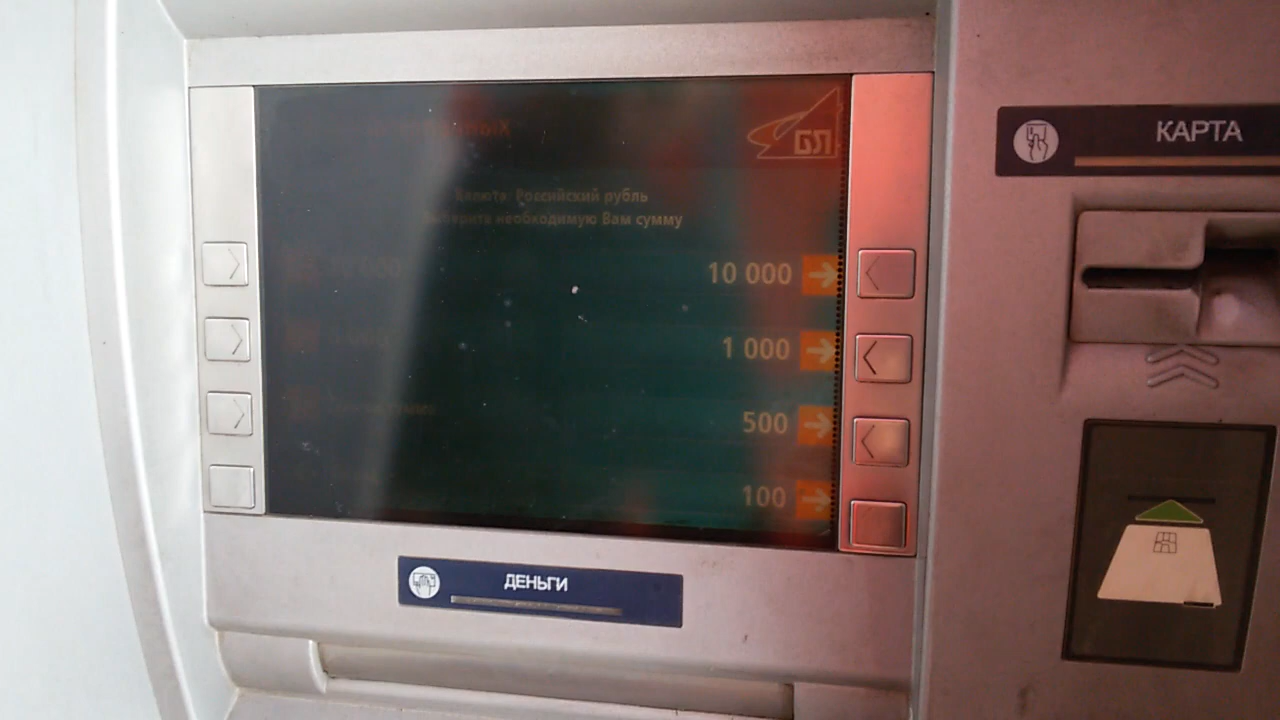 БЛ
Валюта: Российский рубль
Выберите необходимую Вам сумму
10 000
1 000
500
100
КАРТА
ДЕНЬГИ